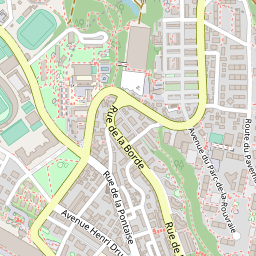 Rue de la Borde
Avenue du Parc-de-la-Rouvraie
Route du Pavem
Rue de la Pontaise
Avenue Henri Dru
Rue de